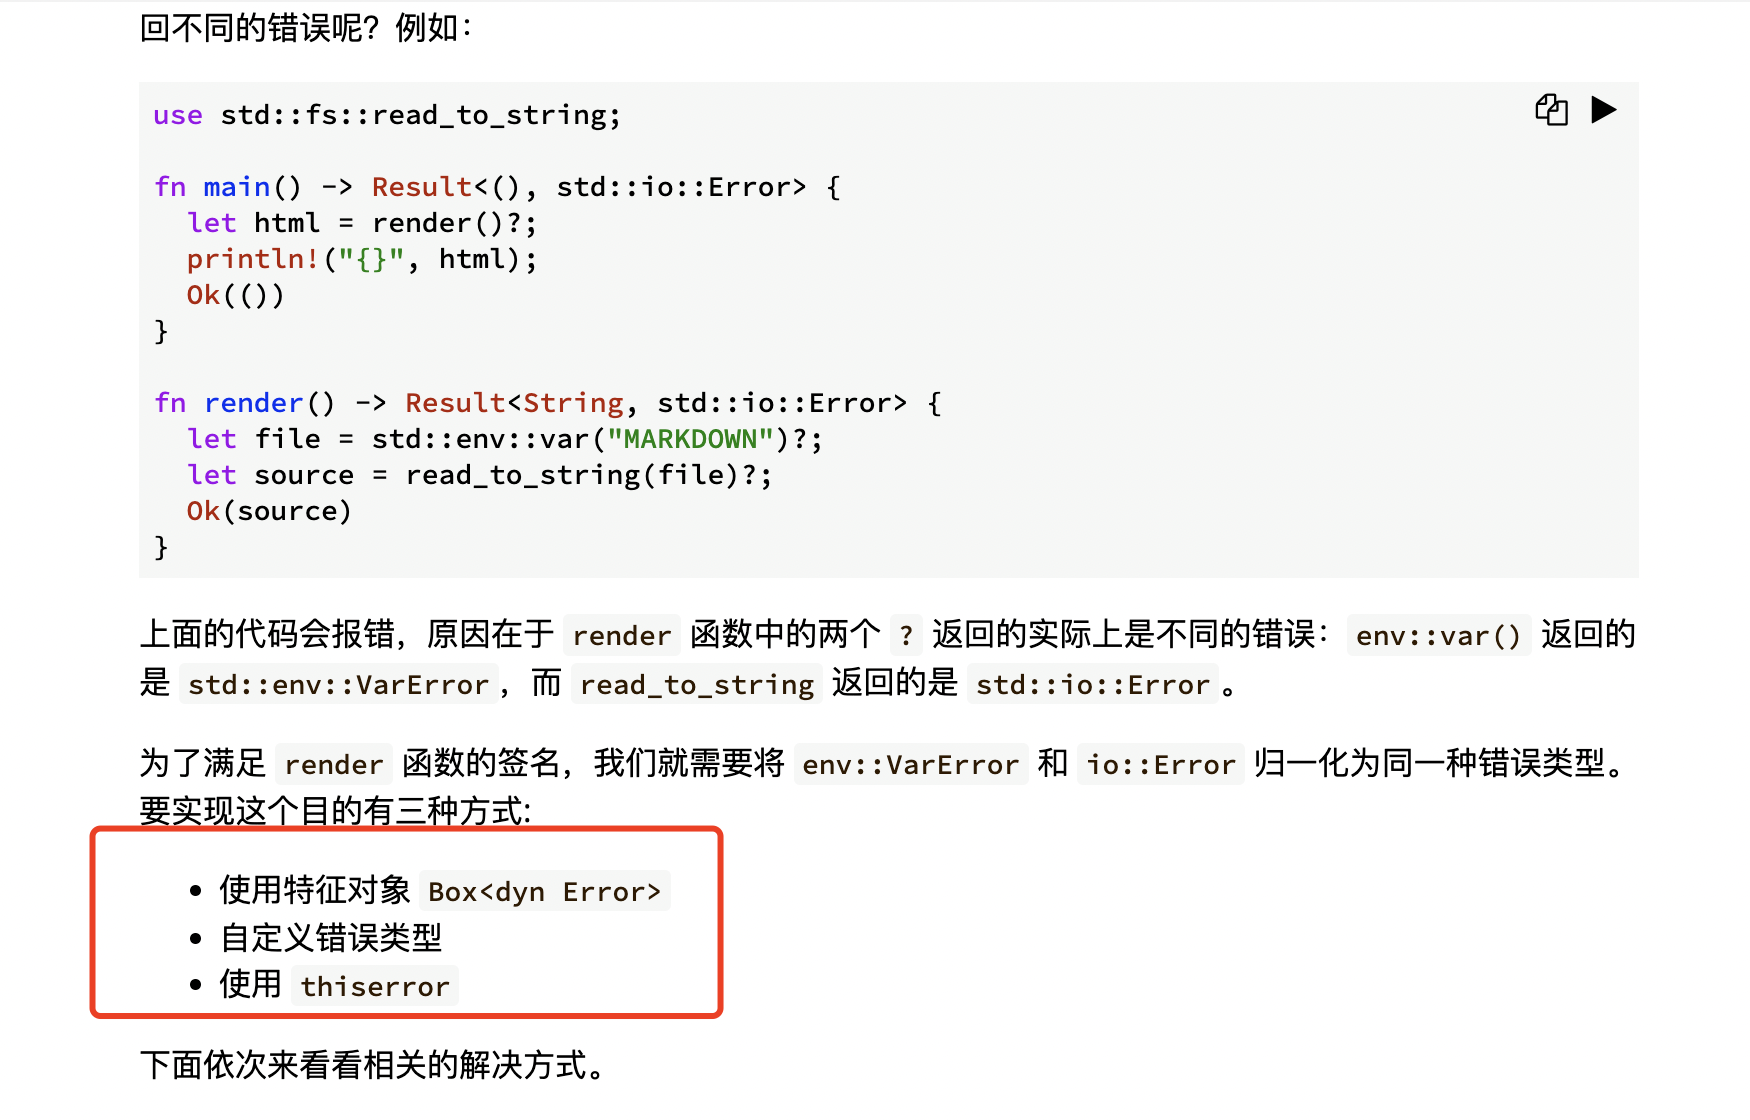 回不同的错误呢？例如：
use std::fs::read_to_string;
fn main() -> Result<(), std::io::Error> {
  let html = render()?;
  println!("{}", html);
  Ok(())
}
fn render() -> Result<String, std::io::Error> {
  let file = std::env::var("MARKDOWN")?;
  let source = read_to_string(file)?;
  Ok(source)
}
上面的代码会报错，原因在于 render 函数中的两个 ? 返回的实际上是不同的错误：env::var() 返回的
是 std::env::VarError，而 read_to_string 返回的是 std::io::Error。
为了满足 render 函数的签名，我们就需要将 env::VarError 和 io::Error 归一化为同一种错误类型。
要实现这个目的有三种方式:
• 使用特征对象 Box<dyn Error>
• 自定义错误类型
• 使用 thiserror
下面依次来看看相关的解决方式。